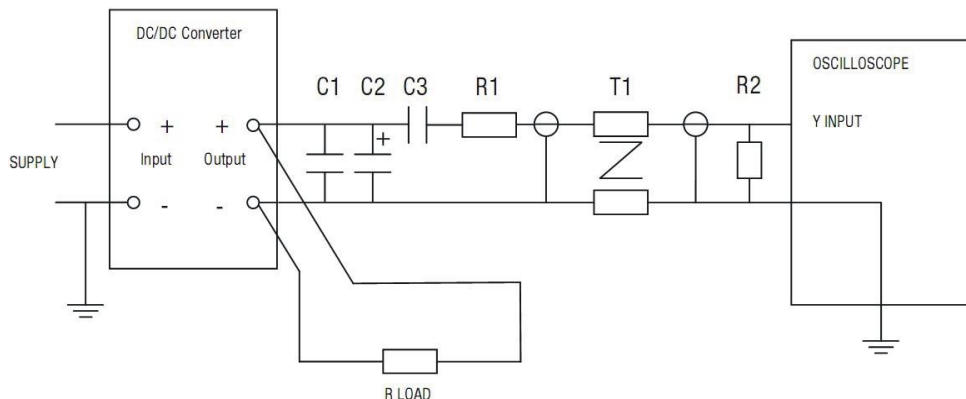 DC/DC Converter
OSCILLOSCOPE
C1 C2 C3 R1 T1 R2
+ + + Y INPUT
SUPPLY Input Output
- -
R LOAD